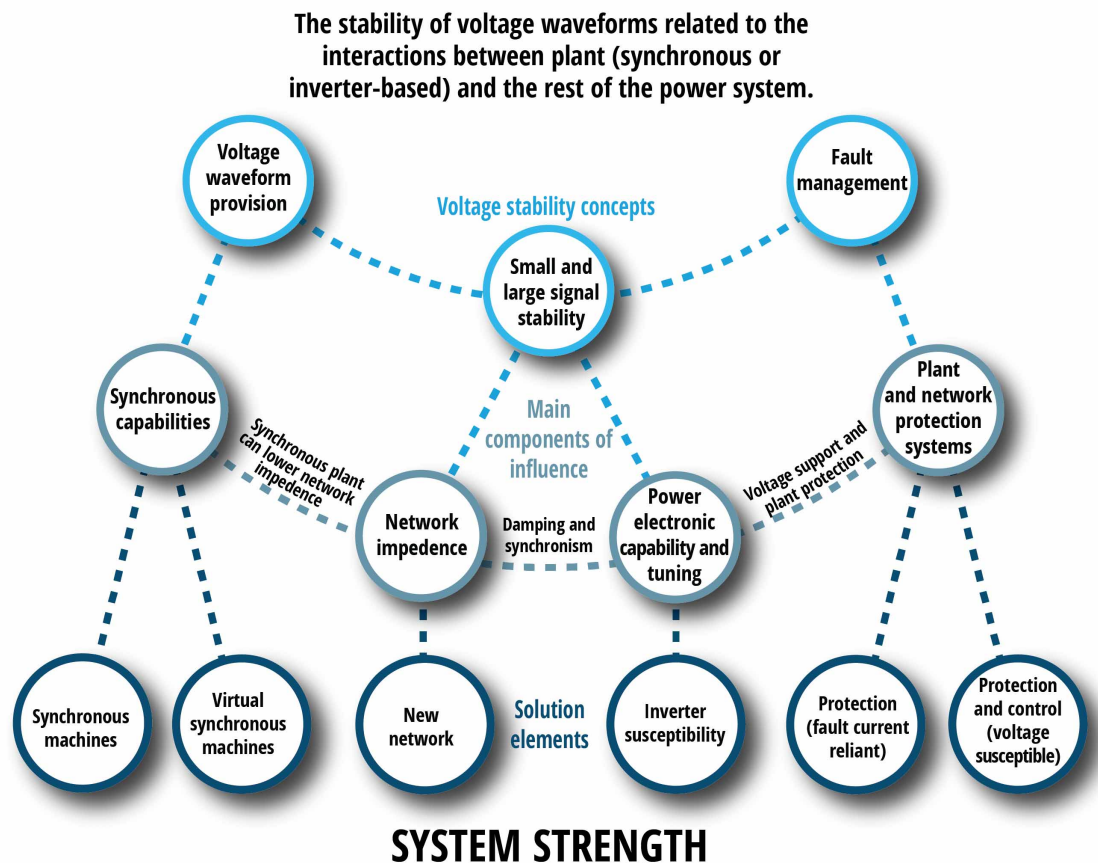 The stability of voltage waveforms related to the
interactions between plant (synchronous or
inverter-based) and the rest of the power system.
Voltage
waveform
provision
Fault
management
Voltage stability concepts
Small and
large signal
stability
Synchronous
capabilities
Plant
and network
protection
systems
Main
components of
influence
Synchronous plant
can lower network
impedence
Voltage support and
plant protection
Network
impedence
Damping and
synchronism
Power
electronic
capability and
tuning
Synchronous
machines
Virtual
synchronous
machines
New
network
Solution
elements
Inverter
susceptibility
Protection
(fault current
reliant)
Protection
and control
(voltage
susceptible)
SYSTEM STRENGTH